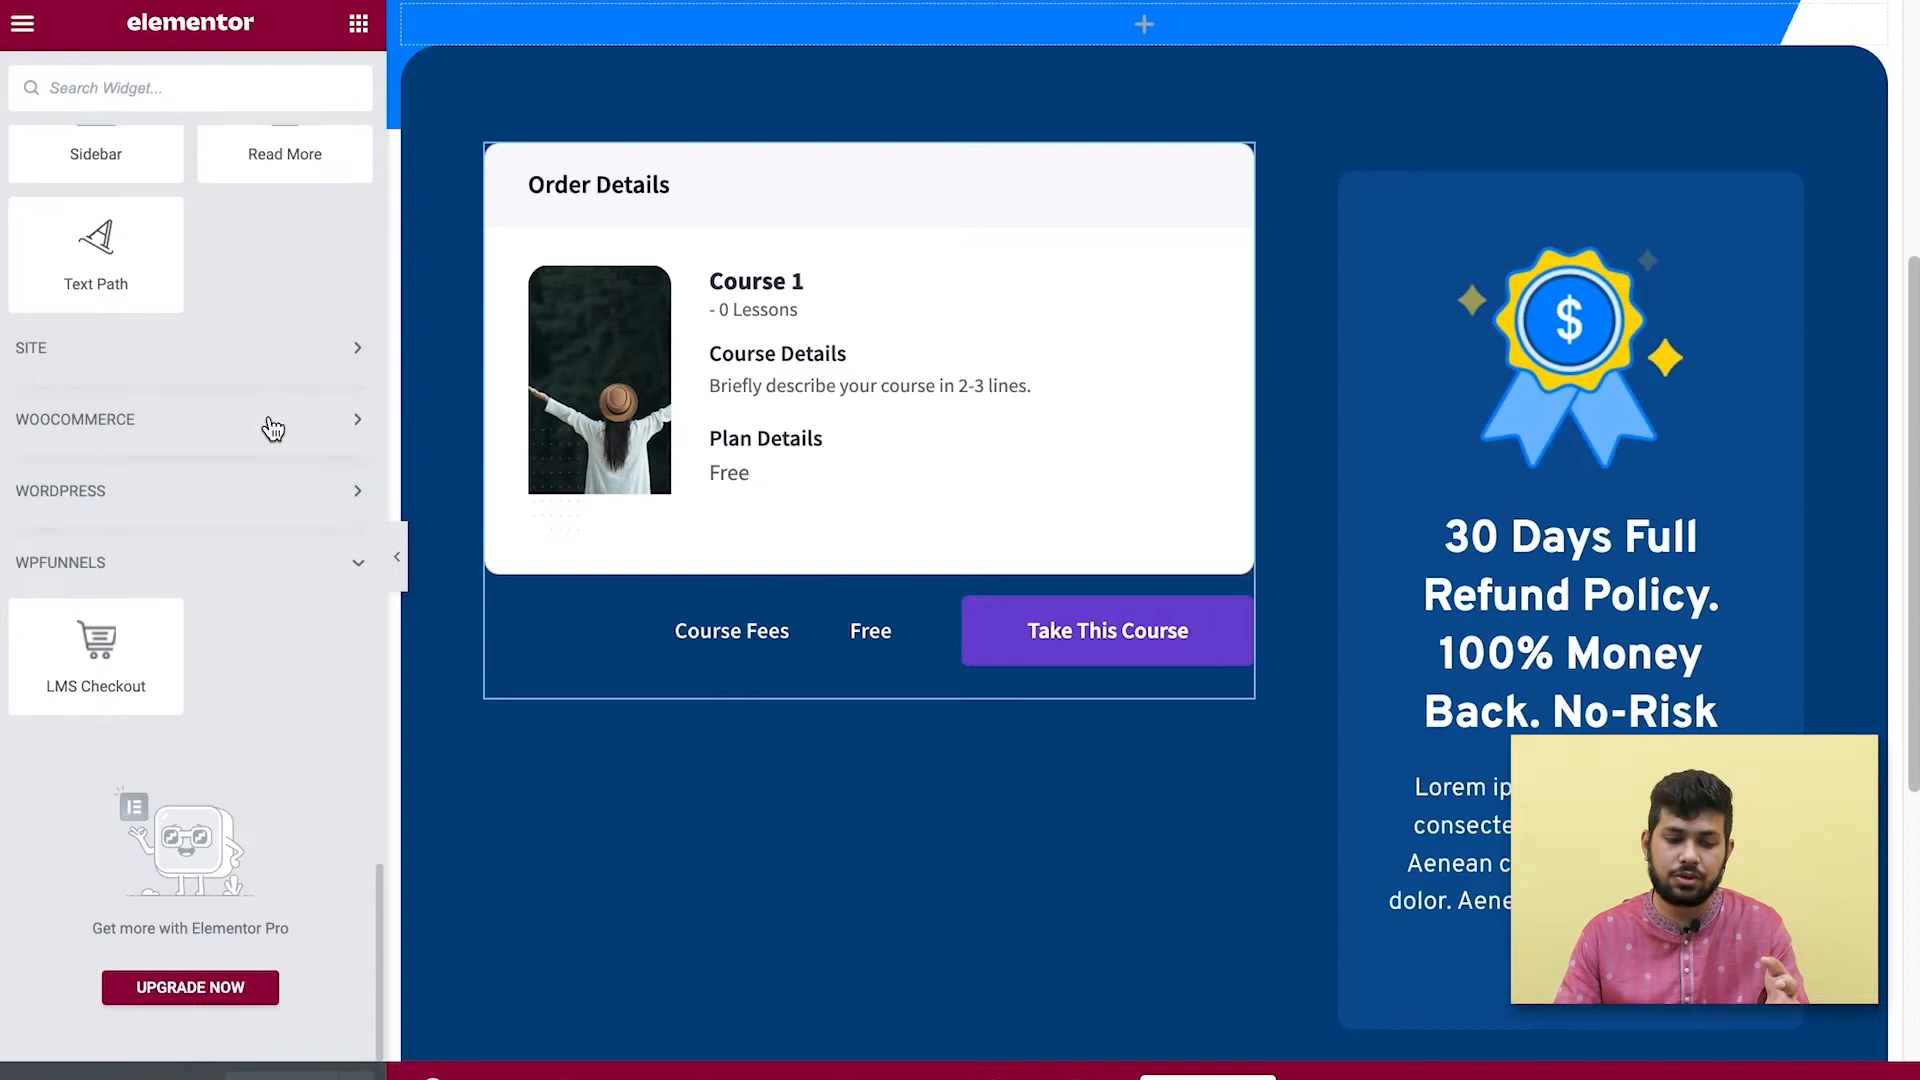 elementor
Search Widget...
Sidebar
Read More
Text Path
SITE
WOOCOMMERCE
WORDPRESS
WPFUNNELS
LMS Checkout
Get more with Elementor Pro
UPGRADE NOW
Order Details
Course 1
- 0 Lessons
Course Details
Briefly describe your course in 2-3 lines.
Plan Details
Free
Course Fees
Free
Take This Course
$
30 Days Full
Refund Policy.
100% Money
Back. No-Risk
Lorem ip
consecte
Aenean c
dolor. Aene